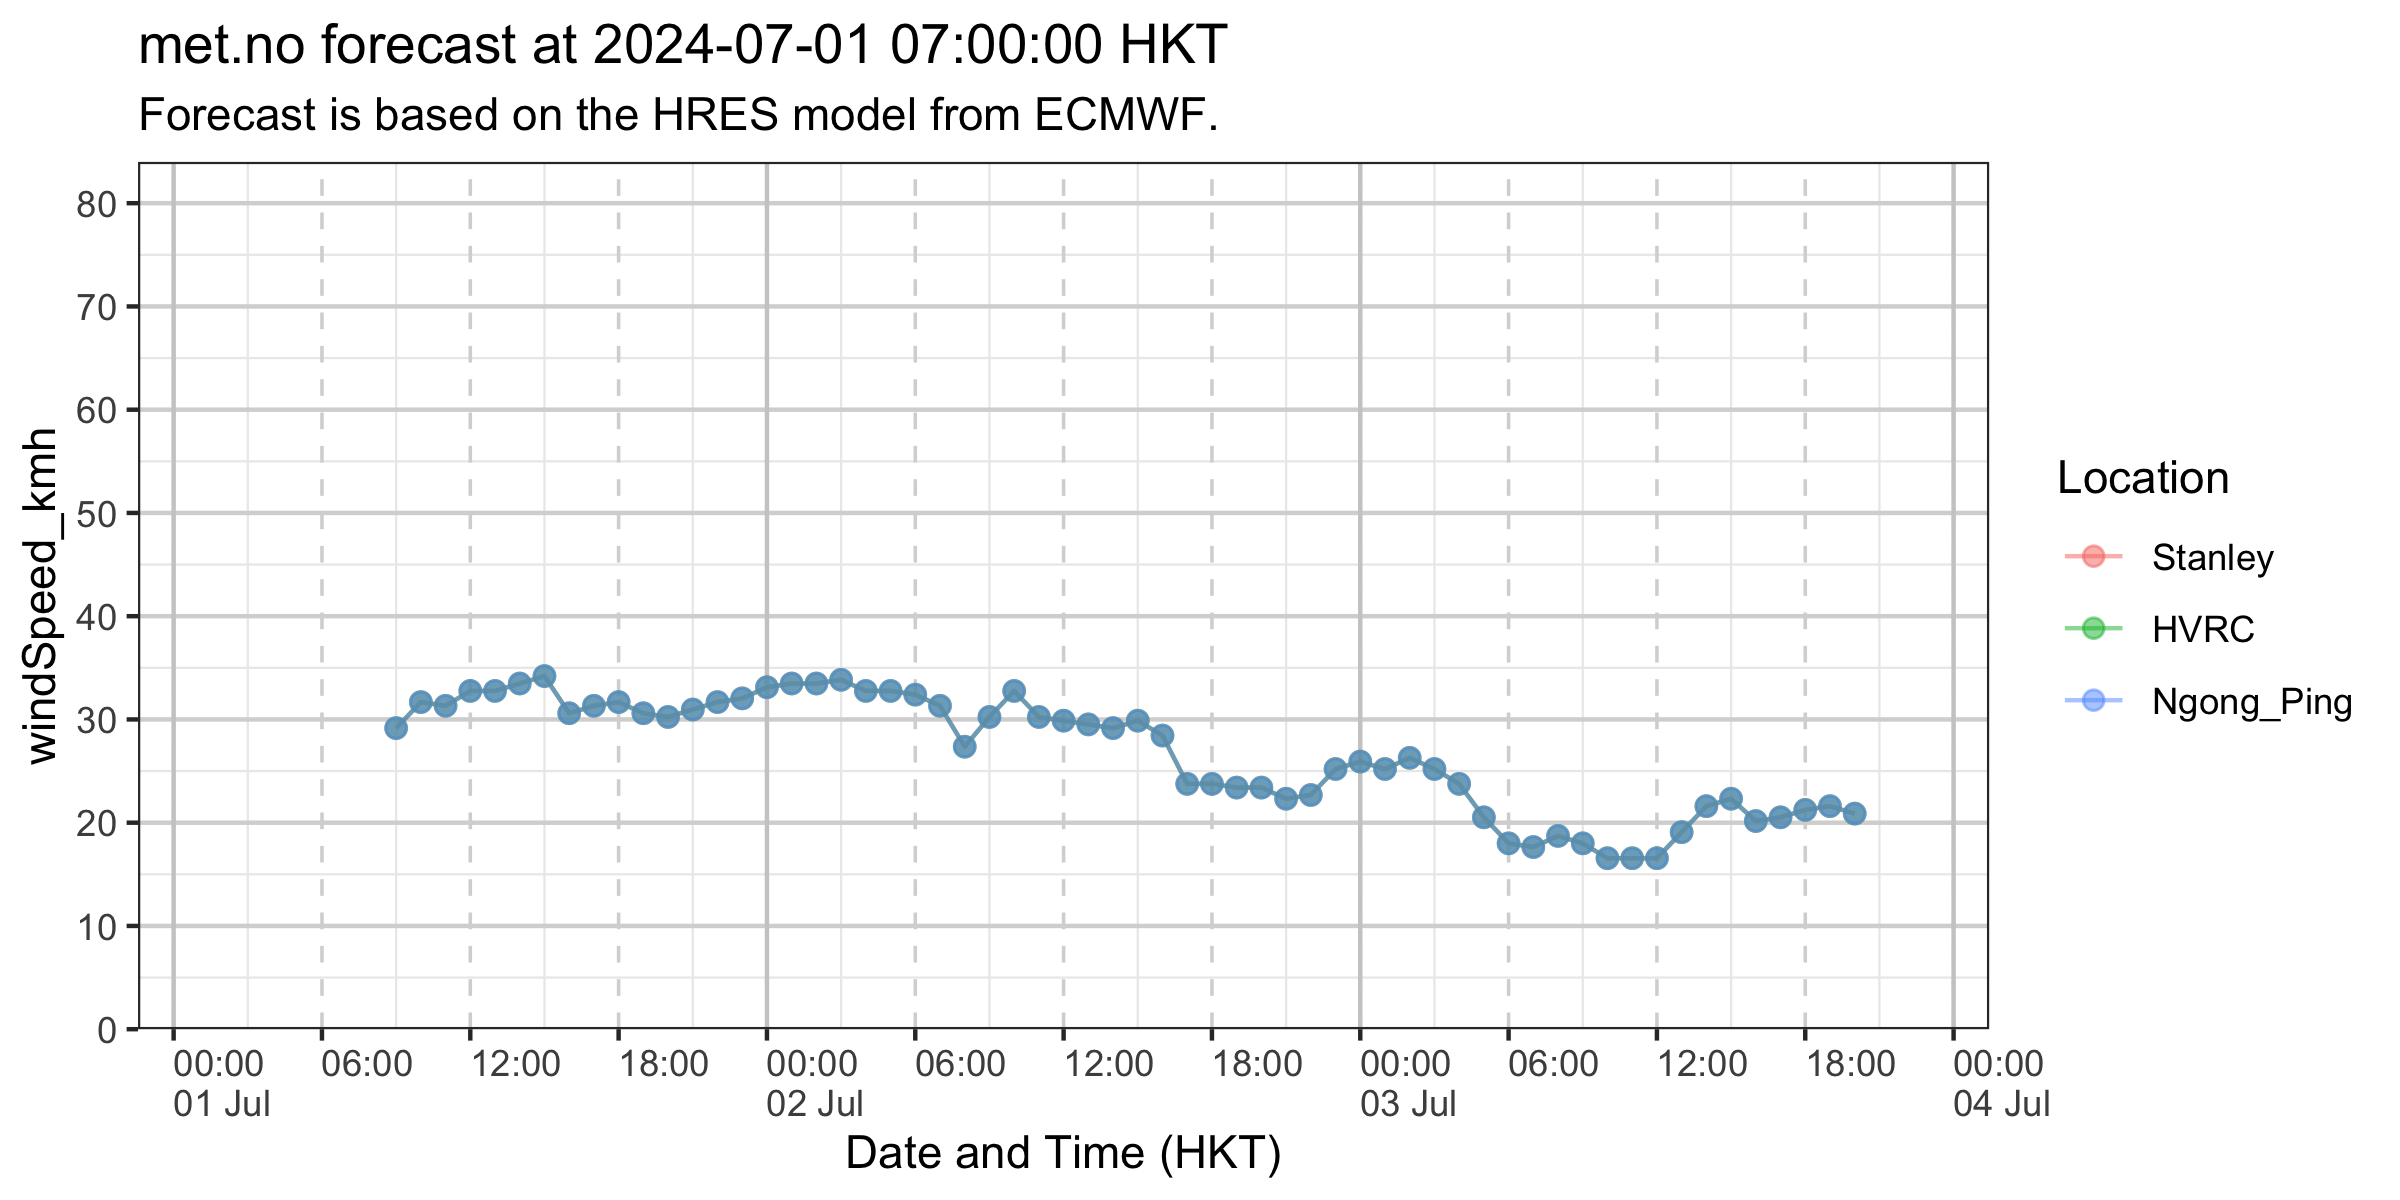 met.no forecast at 2024-07-01 07:00:00 HKT
Forecast is based on the HRES model from ECMWF.
windSpeed_kmh
80
70
60
50
40
30
20
10
0
00:00 06:00 12:00 18:00 00:00 06:00 12:00 18:00 00:00 06:00 12:00 18:00 00:00
01 Jul 02 Jul 03 Jul 04 Jul
Date and Time (HKT)
Location
Stanley
HVRC
Ngong_Ping